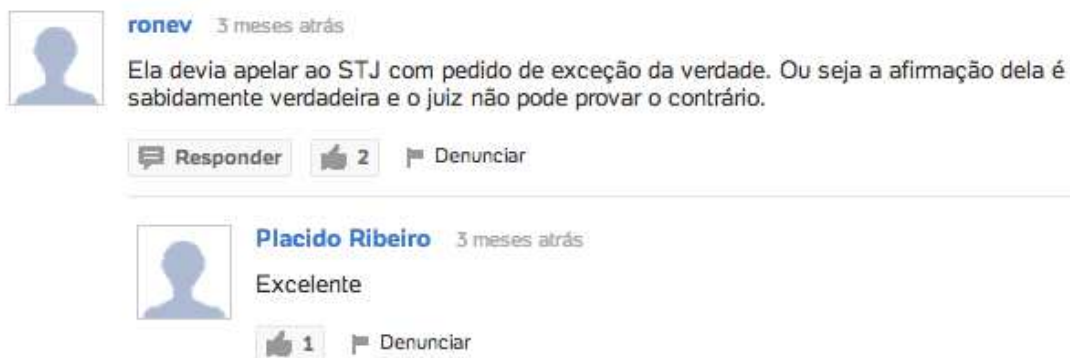 ronev 3 meses atrás
Ela devia apelar ao STJ com pedido de exceção da verdade. Ou seja a afirmação dela é
sabidamente verdadeira e o juiz não pode provar o contrário.
Responder 2 Denunciar
Placido Ribeiro 3 meses atrás
Excelente
1 Denunciar